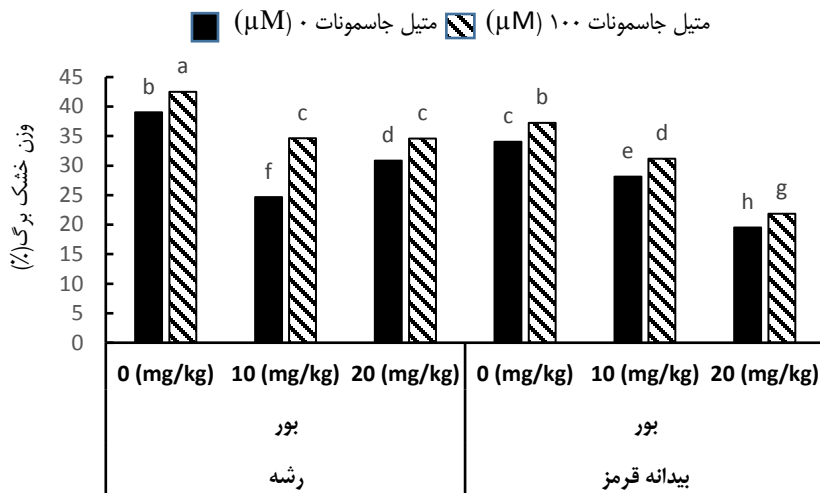 متیل جاسمونات ۰ (µM) متیل جاسمونات ۱۰۰ (µM)
وزن خشک برگ(%)
45
40
35
30
25
20
15
10
5
0
b a f c d c c b e d h g
0 (mg/kg) 10 (mg/kg) 20 (mg/kg) 0 (mg/kg) 10 (mg/kg) 20 (mg/kg)
بور بور
رشه بیدانه قرمز